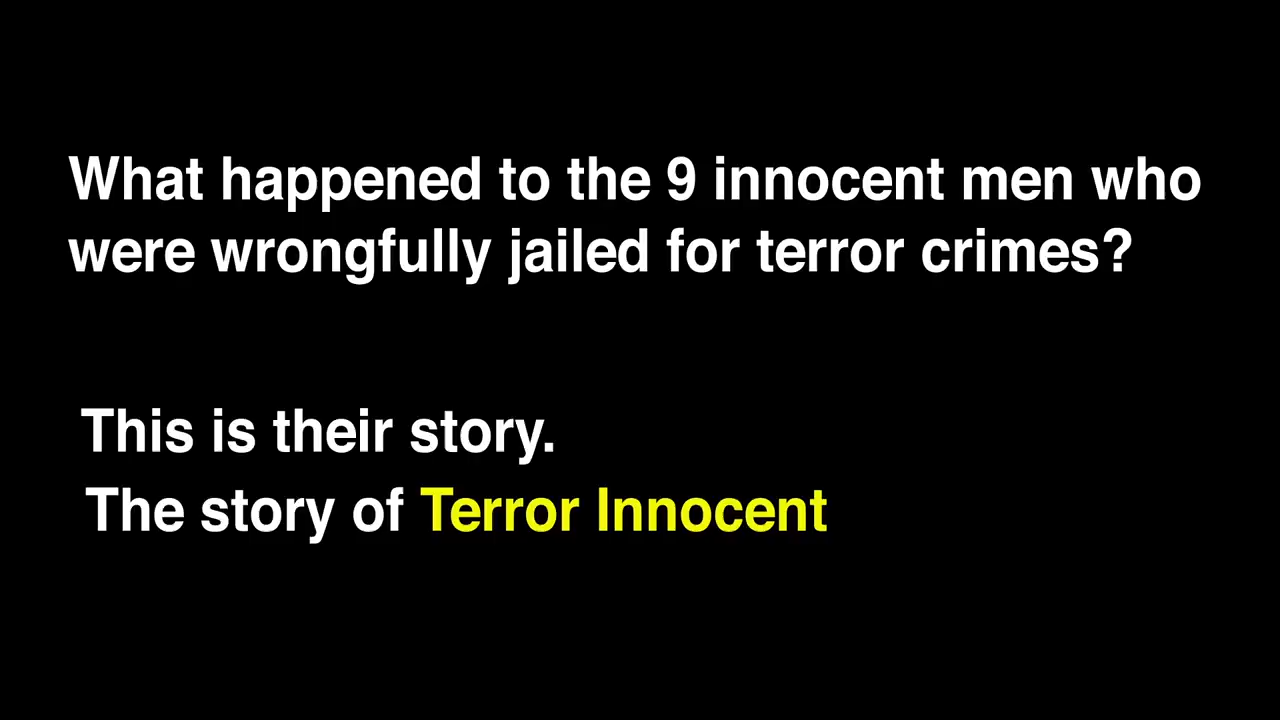 What happened to the 9 innocent men who
were wrongfully jailed for terror crimes?
This is their story.
The story of Terror Innocent